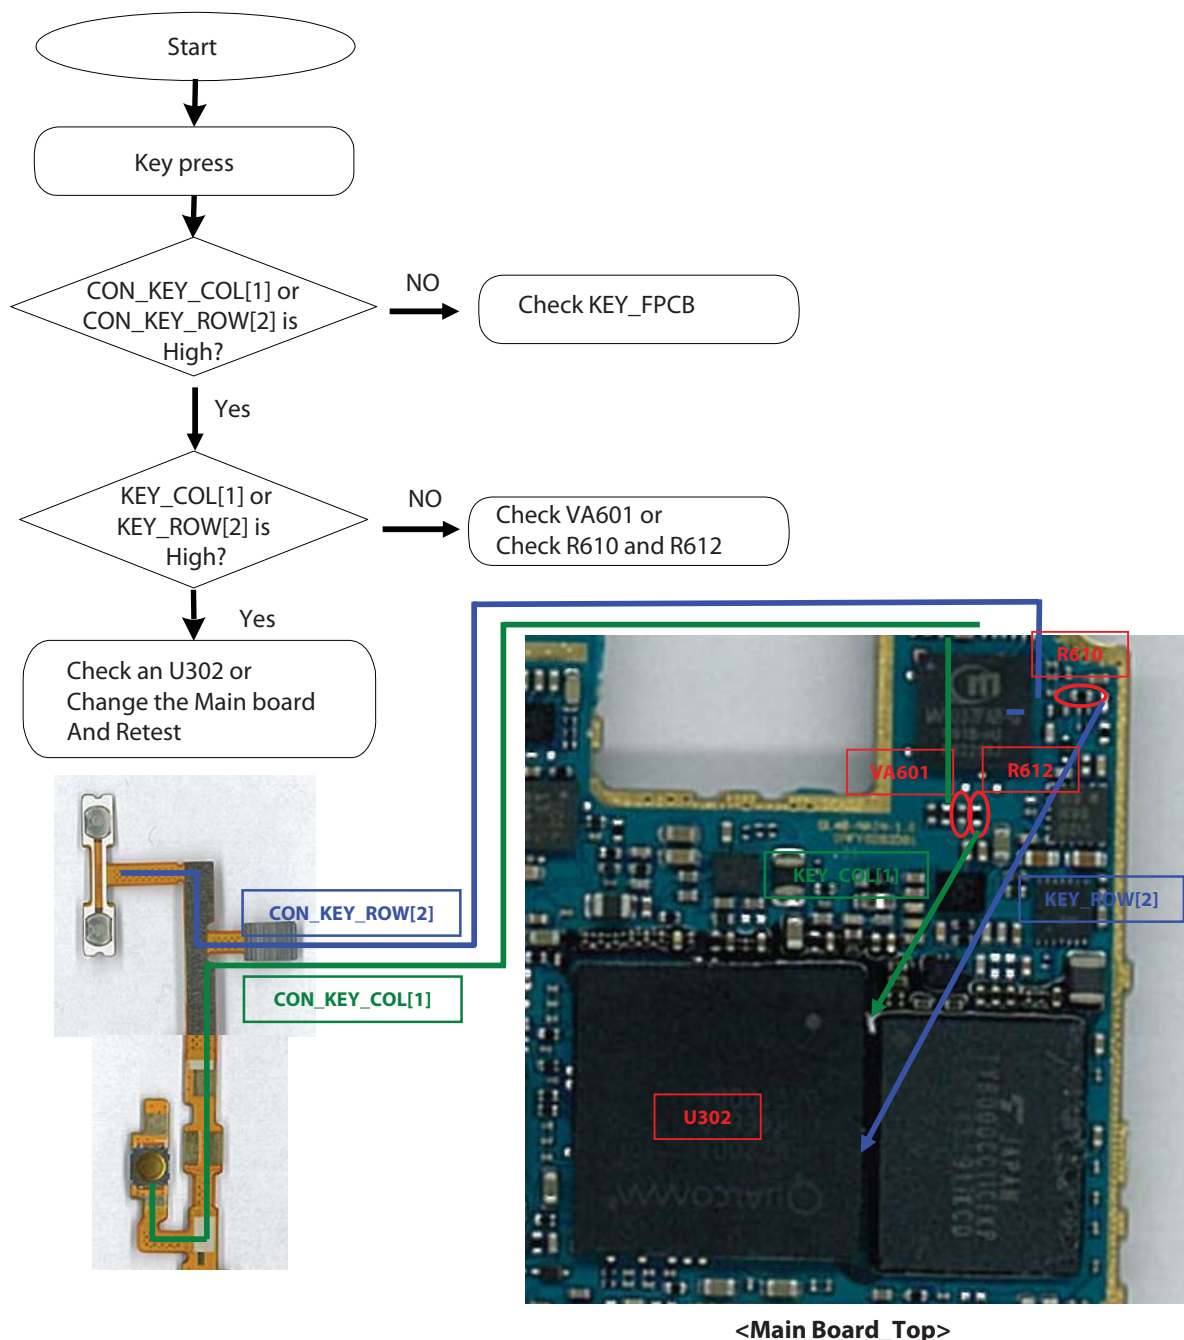 Start
Key press
CON_KEY_COL[1] or
CON_KEY_ROW[2] is
High?
NO
Check KEY_FPCB
Yes
KEY_COL[1] or
KEY_ROW[2] is
High?
NO
Check VA601 or
Check R610 and R612
Yes
Check an U302 or
Change the Main board
And Retest
R610
VA601
R612
KEY_COL[1]
KEY_ROW[2]
CON_KEY_ROW[2]
CON_KEY_COL[1]
U302
QUALCOMM
JAPAN
<Main Board_Top>